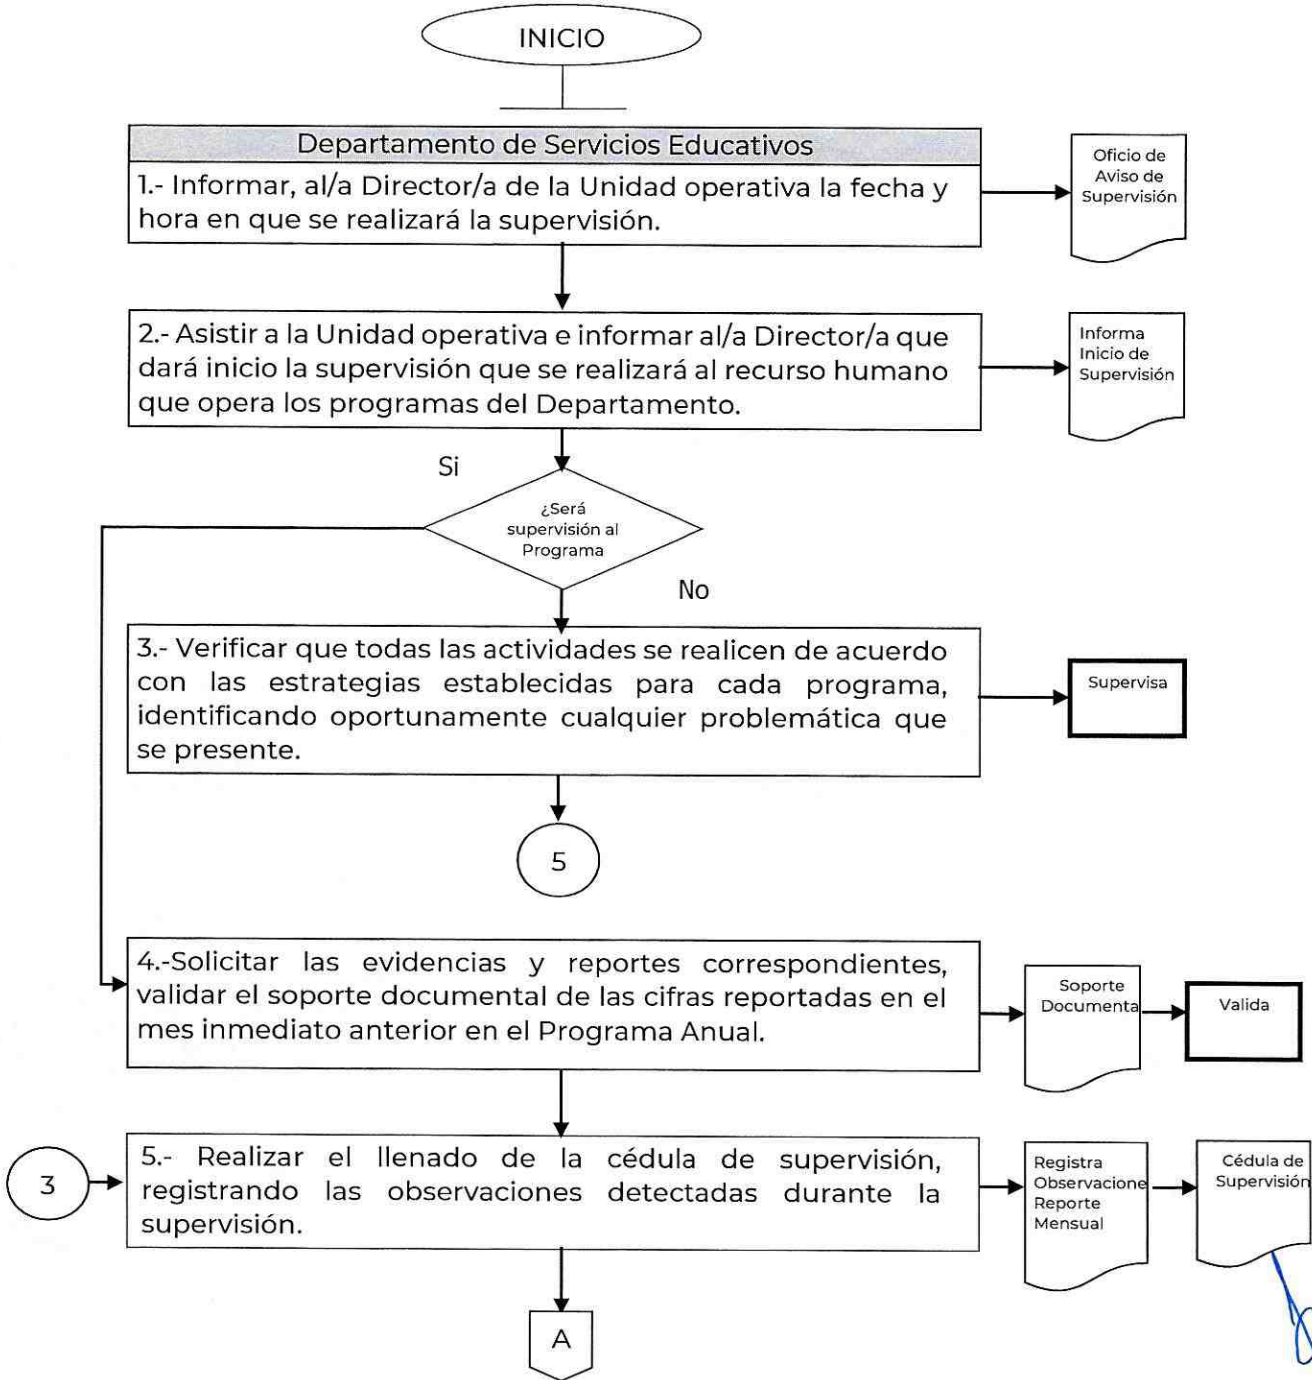 INICIO
Departamento de Servicios Educativos
1.- Informar, al/a Director/a de la Unidad operativa la fecha y
hora en que se realizará la supervisión.
Oficio de
Aviso de
Supervisión
2.- Asistir a la Unidad operativa e informar al/a Director/a que
dará inicio la supervisión que se realizará al recurso humano
que opera los programas del Departamento.
Informa
Inicio de
Supervisión
Si
¿Será
supervisión al
Programa
No
3.- Verificar que todas las actividades se realicen de acuerdo
con las estrategias establecidas para cada programa,
identificando oportunamente cualquier problemática que
se presente.
Supervisa
5
4.-Solicitar las evidencias y reportes correspondientes,
validar el soporte documental de las cifras reportadas en el
mes inmediato anterior en el Programa Anual.
Soporte
Documenta
Valida
3
5.- Realizar el llenado de la cédula de supervisión,
registrando las observaciones detectadas durante la
supervisión.
Registra
Observacione
Reporte
Mensual
Cédula de
Supervisión
A